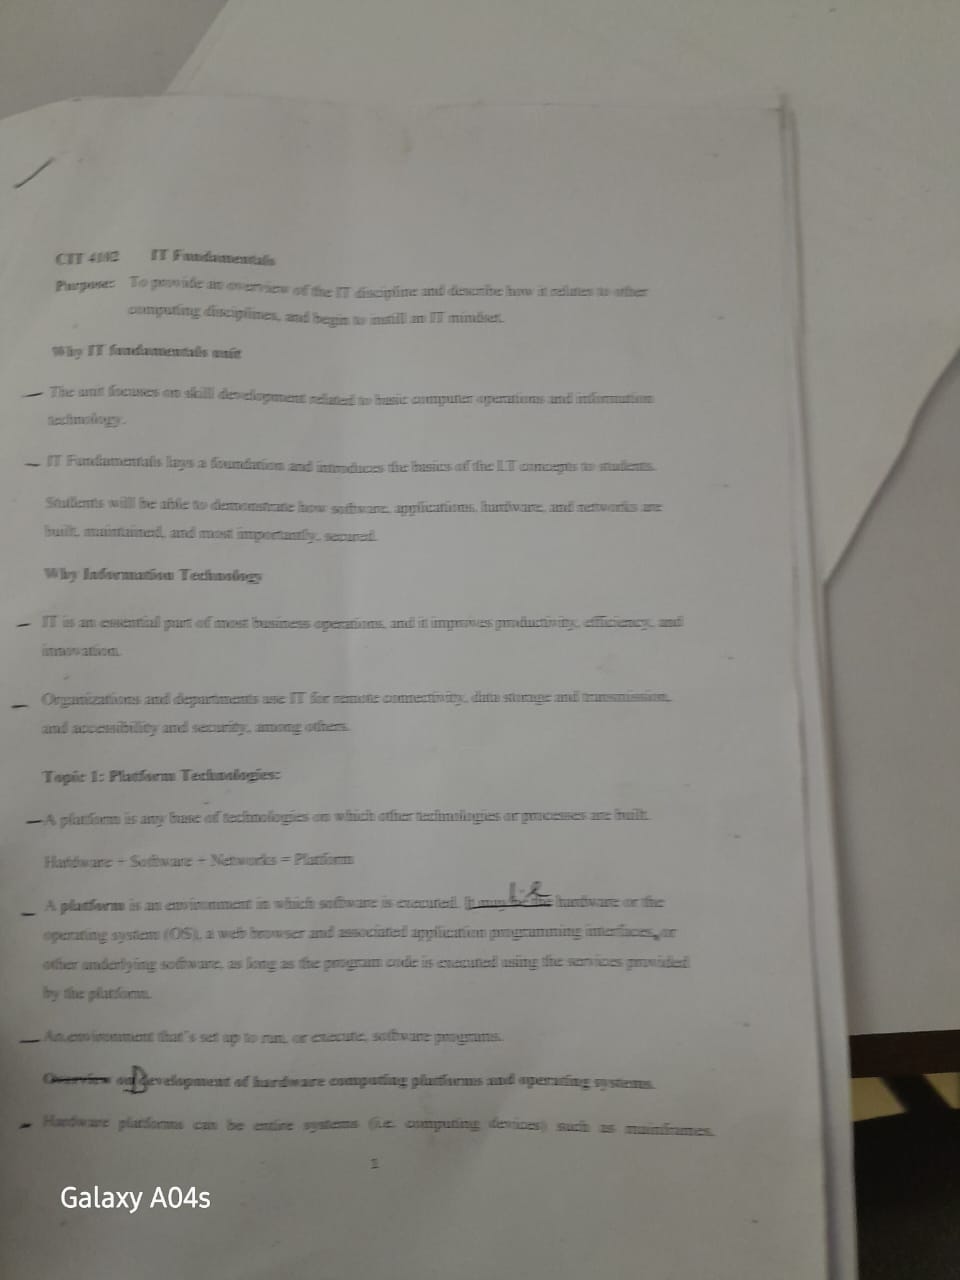 CIT 4102 IT Fundamentals
Purpose: To provide an overview of the IT discipline and describe how it relates to other
computing disciplines, and begin to instill an IT mindset.
Why IT fundamentals unit
— The unit focuses on skill development related to basic computer operations and information
technology.
— IT Fundamentals lays a foundation and introduces the basics of the I.T concepts to students.
Students will be able to demonstrate how software, applications, hardware, and networks are
built, maintained, and most importantly, secured.
Why Information Technology
— IT is an essential part of most business operations, and it improves productivity, efficiency, and
innovation.
— Organizations and departments use IT for remote connectivity, data storage and transmission,
and accessibility and security, among others.
Topic 1: Platform Technologies:
— A platform is any base of technologies on which other technologies or processes are built.
Hardware + Software + Networks = Platform
i.e
— A platform is an environment in which software is executed. It may be the hardware or the
operating system (OS), a web browser and associated application programming interfaces, or
other underlying software, as long as the program code is executed using the services provided
by the platform.
— An environment that's set up to run, or execute, software programs.
Overview on Development of hardware computing platforms and operating systems.
- Hardware platforms can be entire systems (i.e. computing devices) such as mainframes,
1
Galaxy A04s